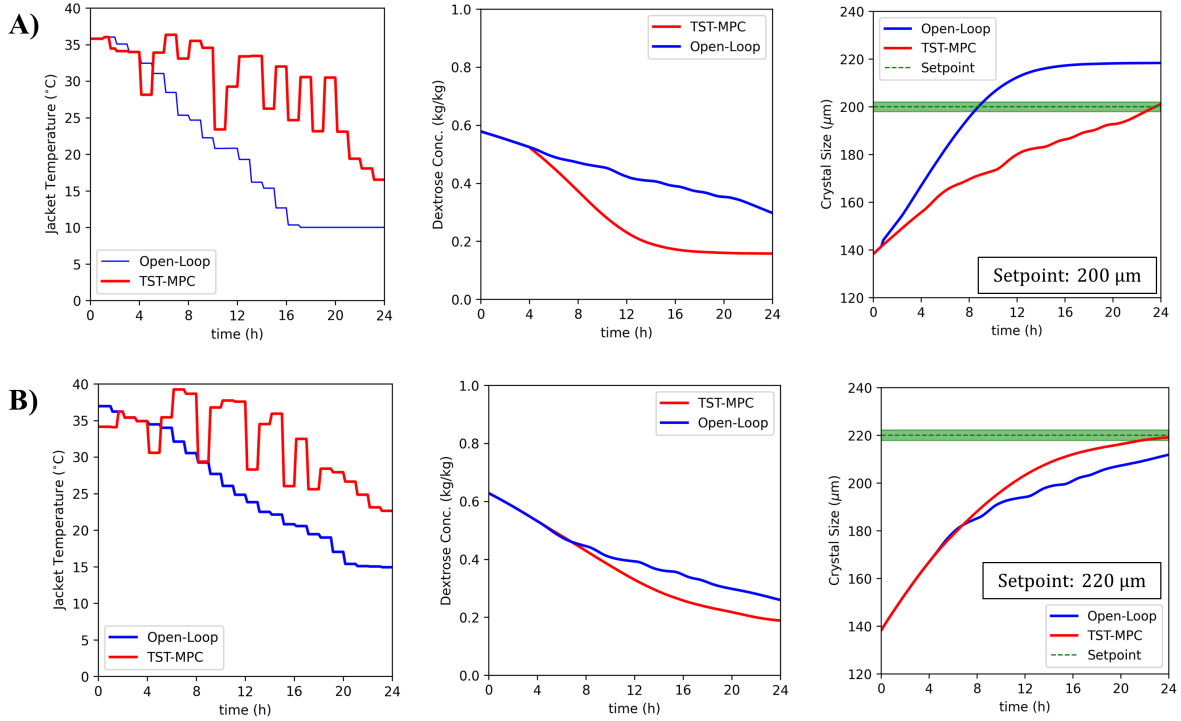 A)
40
35
30
25
20
15
10
5
0
0 4 8 12 16 20 24
Jacket Temperature (°C)
time (h)
Open-Loop
TST-MPC
1.0
0.8
0.6
0.4
0.2
0.0
0 4 8 12 16 20 24
Dextrose Conc. (kg/kg)
time (h)
TST-MPC
Open-Loop
240
220
200
180
160
140
120
0 4 8 12 16 20 24
Crystal Size (μm)
time (h)
Open-Loop
TST-MPC
Setpoint
Setpoint: 200 μm
B)
40
35
30
25
20
15
10
5
0
0 4 8 12 16 20 24
Jacket Temperature (°C)
time (h)
Open-Loop
TST-MPC
1.0
0.8
0.6
0.4
0.2
0.0
0 4 8 12 16 20 24
Dextrose Conc. (kg/kg)
time (h)
TST-MPC
Open-Loop
240
220
200
180
160
140
120
0 4 8 12 16 20 24
Crystal Size (μm)
time (h)
Setpoint: 220 μm
Open-Loop
TST-MPC
Setpoint